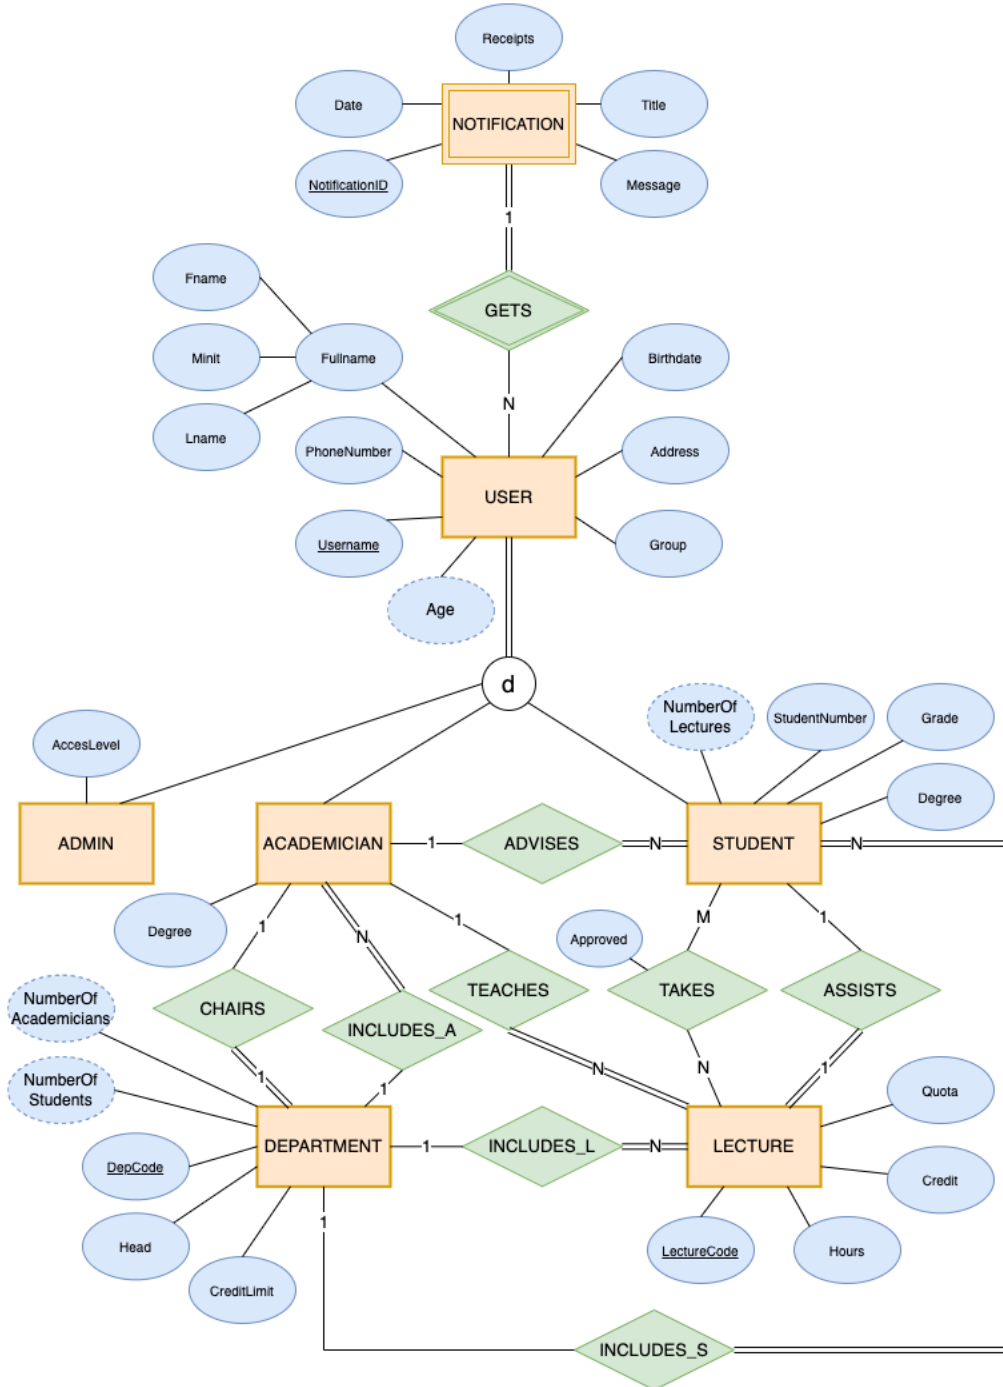 Receipts
Date
NOTIFICATION
Title
NotificationID
Message
1
Fname
GETS
Minit
Fullname
Birthdate
N
Lname
PhoneNumber
Address
USER
Username
Group
Age
d
NumberOf
Lectures
StudentNumber
Grade
AccesLevel
Degree
ADMIN
ACADEMICIAN
1
ADVISES
N
STUDENT
N
Degree
1
N
1
M
1
Approved
NumberOf
Academicians
CHAIRS
INCLUDES_A
TEACHES
TAKES
ASSISTS
NumberOf
Students
1
1
N
N
1
Quota
DEPARTMENT
1
INCLUDES_L
N
LECTURE
DepCode
Credit
Head
1
LectureCode
Hours
CreditLimit
INCLUDES_S